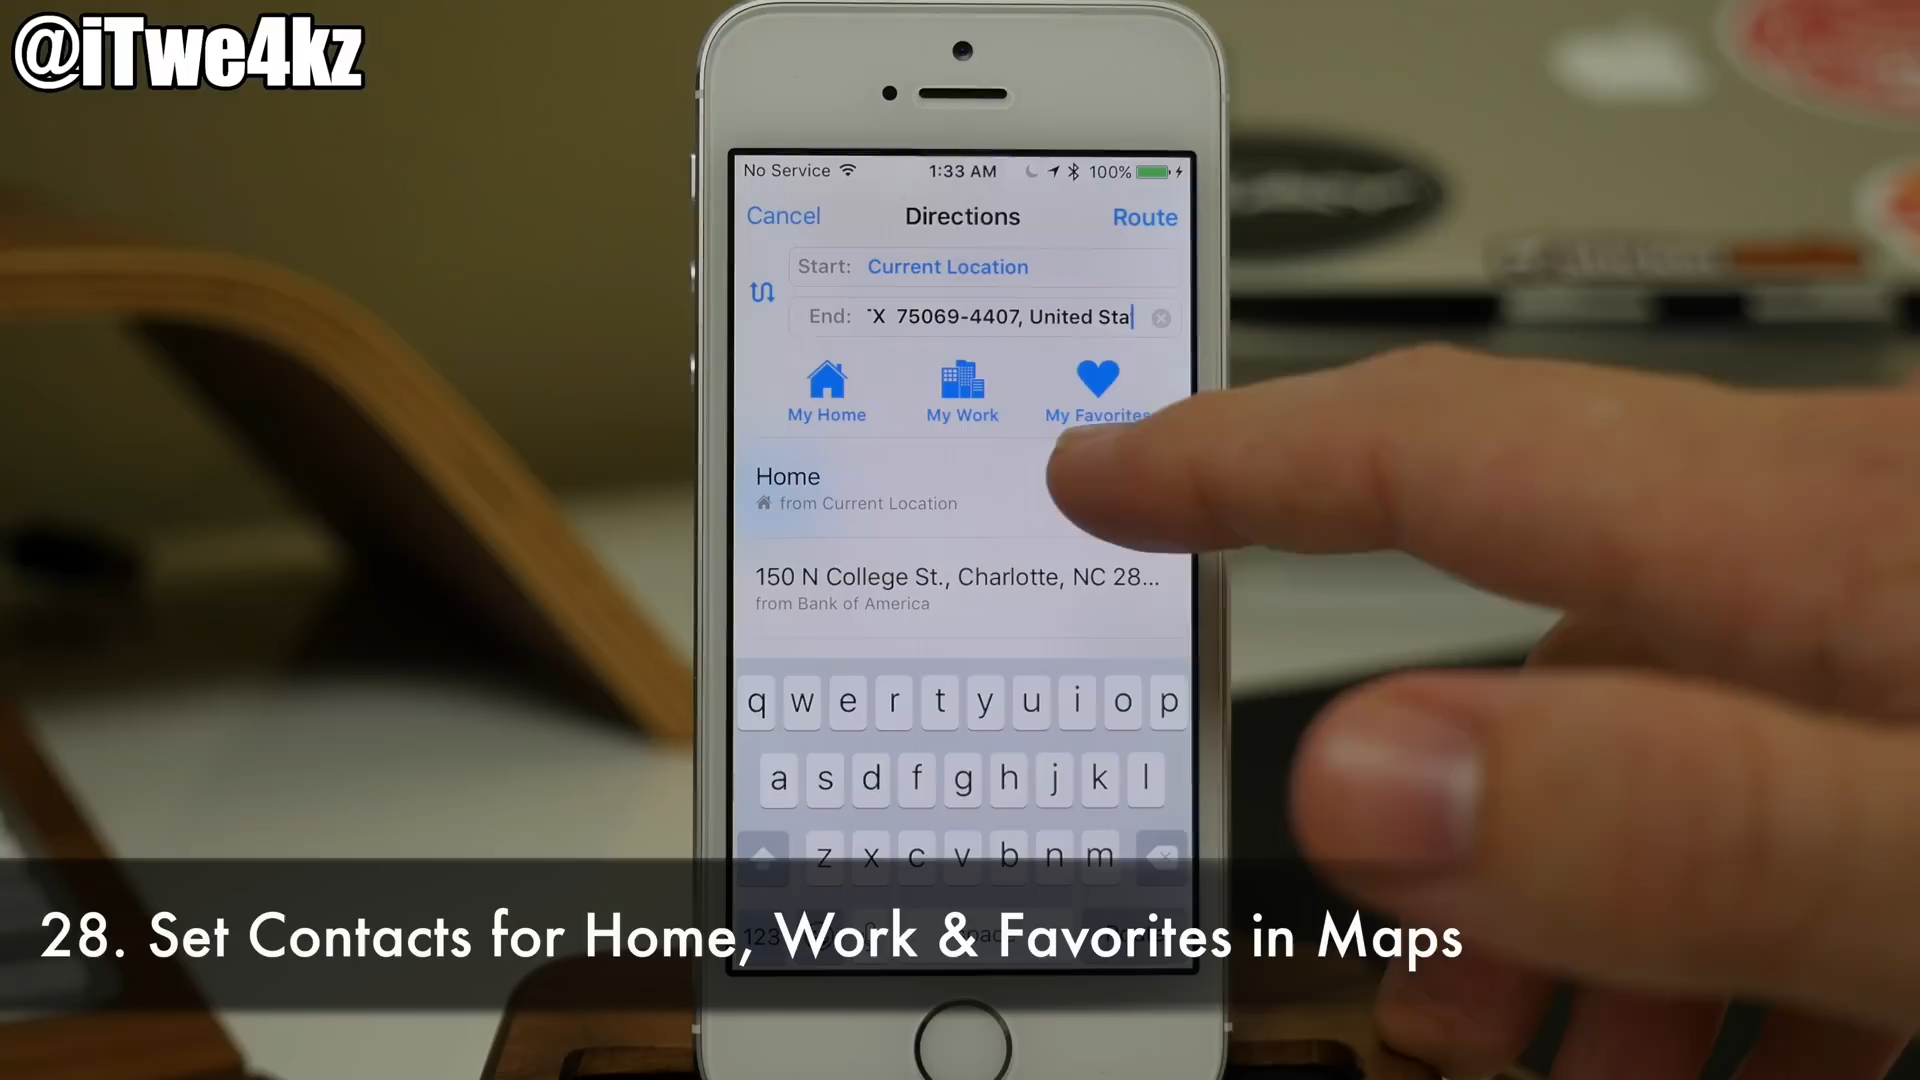 @iTwe4kz
No Service 1:33 AM 100%
Cancel Directions Route
Start: Current Location
End: X 75069-4407, United Sta
My Home My Work My Favorites
Home
from Current Location
150 N College St., Charlotte, NC 28...
from Bank of America
q w e r t y u i o p
a s d f g h j k l
z x c v b n m
123
28. Set Contacts for Home, Work & Favorites in Maps